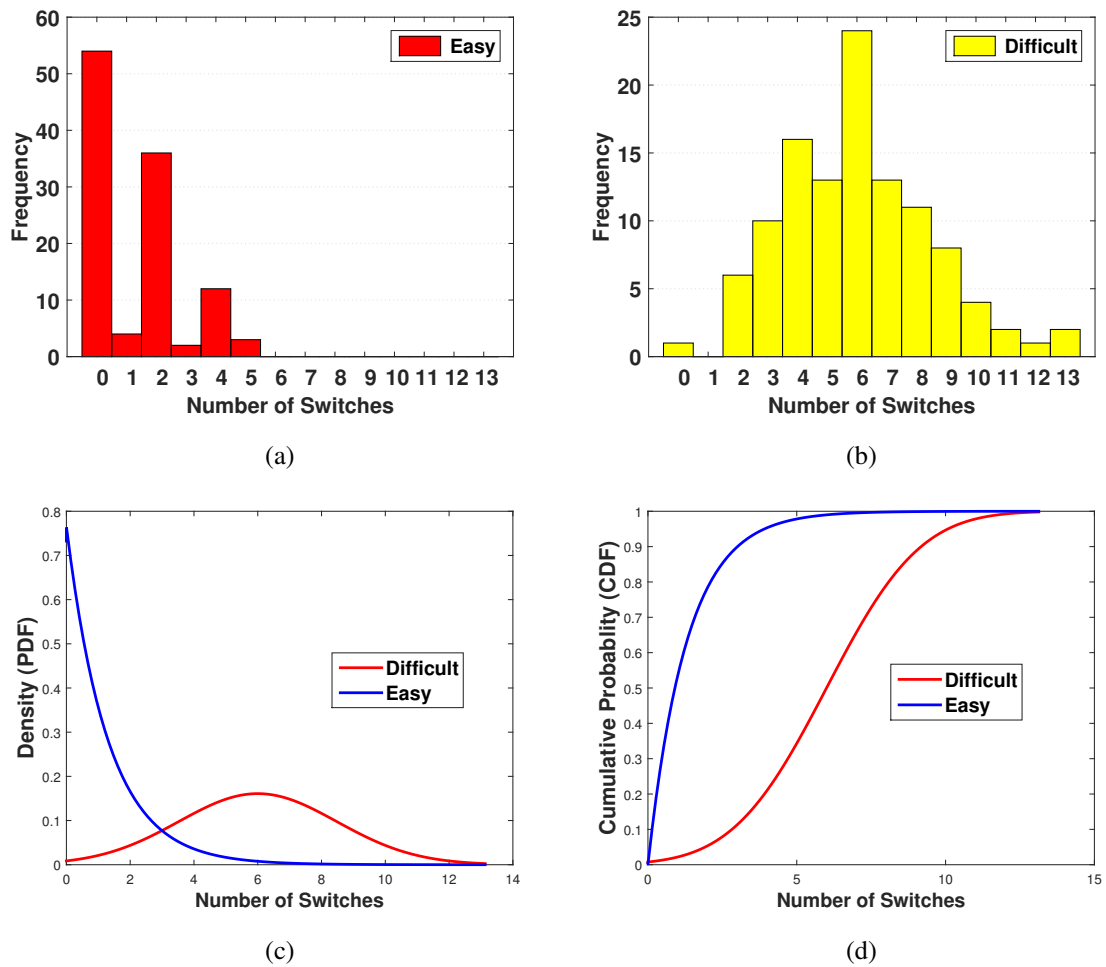 60
50
40
30
20
10
0
Frequency
Easy
0 1 2 3 4 5 6 7 8 9 10 11 12 13
Number of Switches
(a)
25
20
15
10
5
0
Frequency
Difficult
0 1 2 3 4 5 6 7 8 9 10 11 12 13
Number of Switches
(b)
0.8
0.7
0.6
0.5
0.4
0.3
0.2
0.1
0
Density (PDF)
Difficult
Easy
0 2 4 6 8 10 12 14
Number of Switches
(c)
1
0.9
0.8
0.7
0.6
0.5
0.4
0.3
0.2
0.1
0
Cumulative Probablity (CDF)
Difficult
Easy
0 5 10 15
Number of Switches
(d)